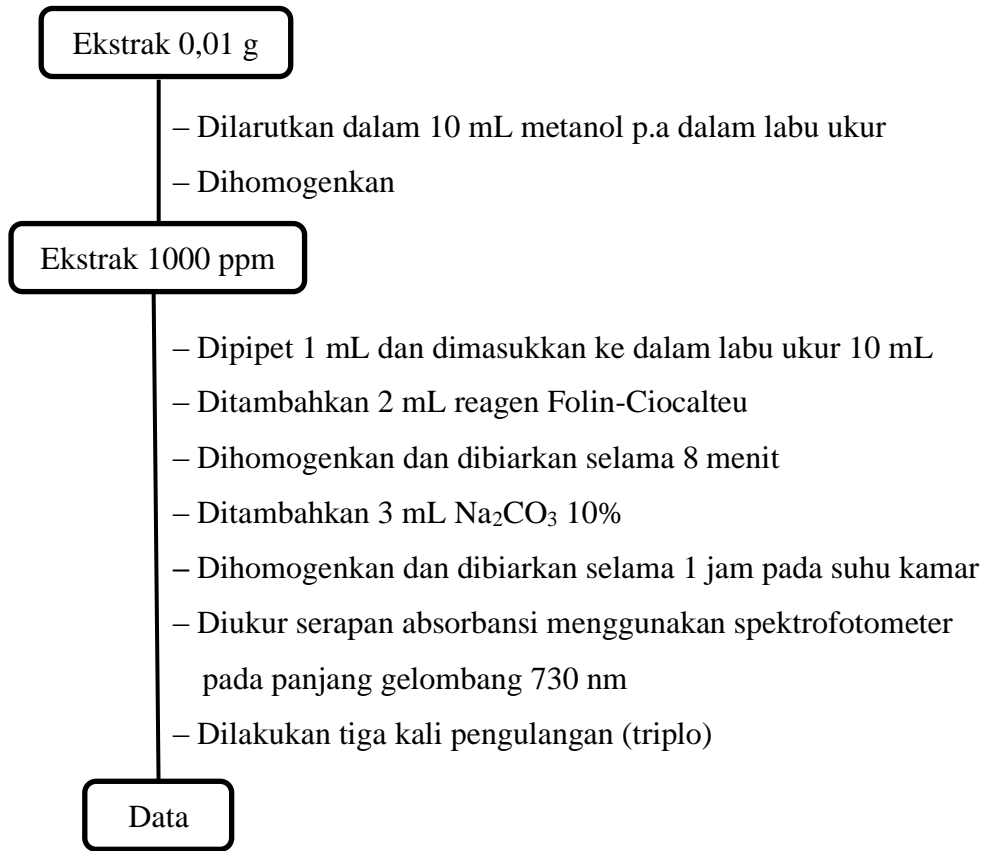 Ekstrak 0,01 g
– Dilarutkan dalam 10 mL metanol p.a dalam labu ukur
– Dihomogenkan
Ekstrak 1000 ppm
– Dipipet 1 mL dan dimasukkan ke dalam labu ukur 10 mL
– Ditambahkan 2 mL reagen Folin-Ciocalteu
– Dihomogenkan dan dibiarkan selama 8 menit
– Ditambahkan 3 mL Na₂CO₃ 10%
– Dihomogenkan dan dibiarkan selama 1 jam pada suhu kamar
– Diukur serapan absorbansi menggunakan spektrofotometer
pada panjang gelombang 730 nm
– Dilakukan tiga kali pengulangan (triplo)
Data